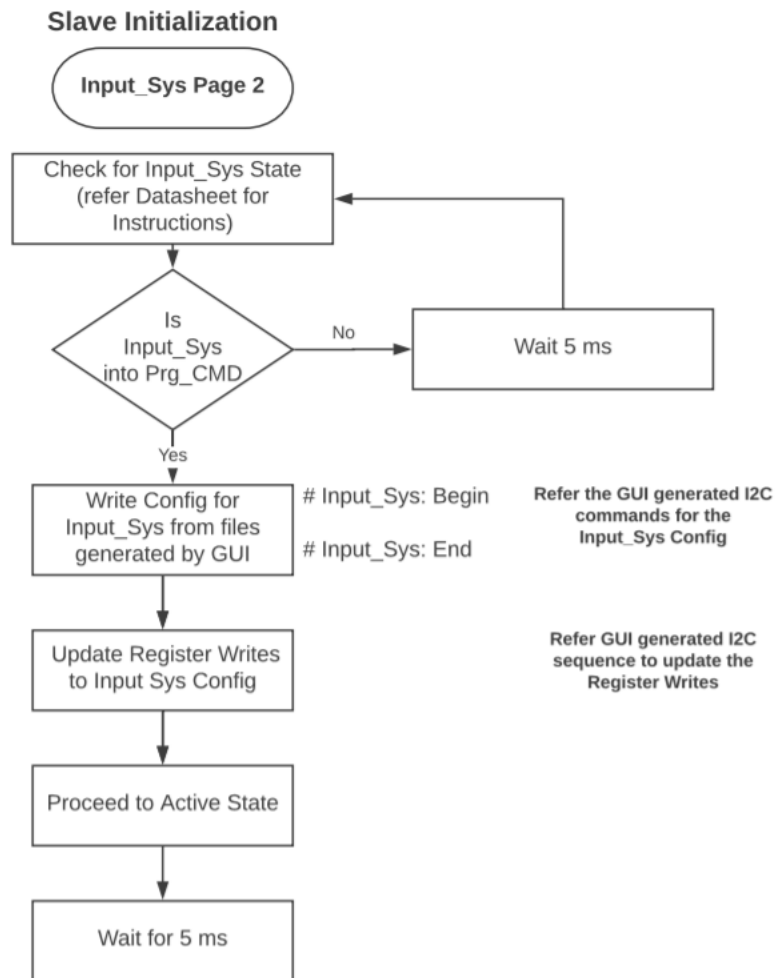 Slave Initialization
Input_Sys Page 2
Check for Input_Sys State
(refer Datasheet for
Instructions)
Is
Input_Sys
into Prg_CMD
No
Wait 5 ms
Yes
Write Config for
Input_Sys from files
generated by GUI
# Input_Sys: Begin
# Input_Sys: End
Refer the GUI generated I2C
commands for the
Input_Sys Config
Update Register Writes
to Input Sys Config
Refer GUI generated I2C
sequence to update the
Register Writes
Proceed to Active State
Wait for 5 ms